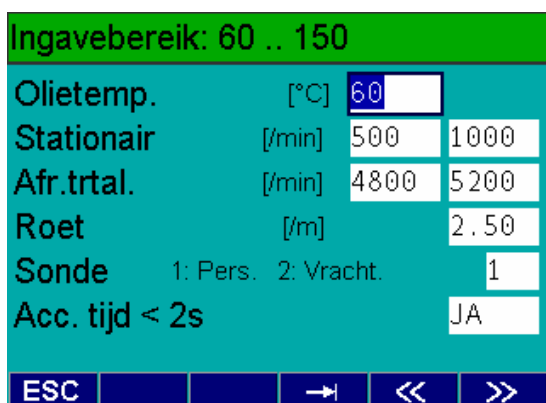 Ingavebereik: 60 .. 150
Olietemp. [°C] 60
Stationair [/min] 500 1000
Afr.trtal. [/min] 4800 5200
Roet [/m] 2.50
Sonde 1: Pers. 2: Vracht. 1
Acc. tijd < 2s JA
ESC → « »